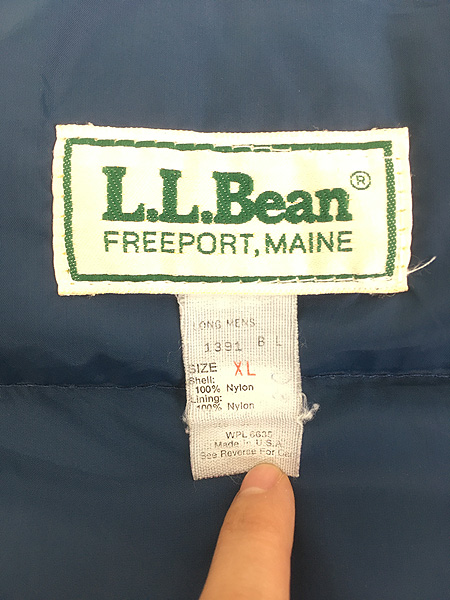 L.L.Bean®
FREEPORT, MAINE
LONG MENS
1391 B L
SIZE XL
Shell:
100% Nylon
Lining:
100% Nylon
WPL 6635
Made in U.S.A.
See Reverse For